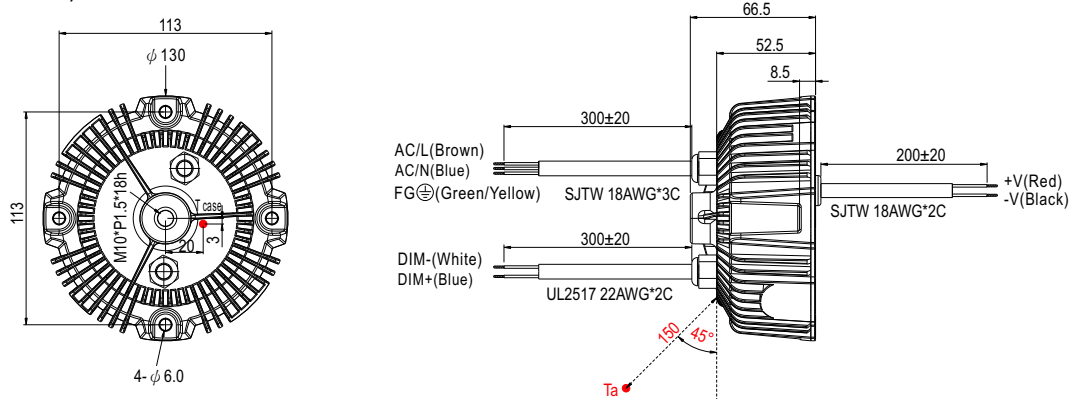 113
ϕ 130
113
M10*P1.5*18h
T case
20
3
4- ϕ 6.0
66.5
52.5
8.5
300±20
AC/L(Brown)
AC/N(Blue)
FG⏚(Green/Yellow)
SJTW 18AWG*3C
200±20
+V(Red)
-V(Black)
SJTW 18AWG*2C
300±20
DIM-(White)
DIM+(Blue)
UL2517 22AWG*2C
150
45°
Ta